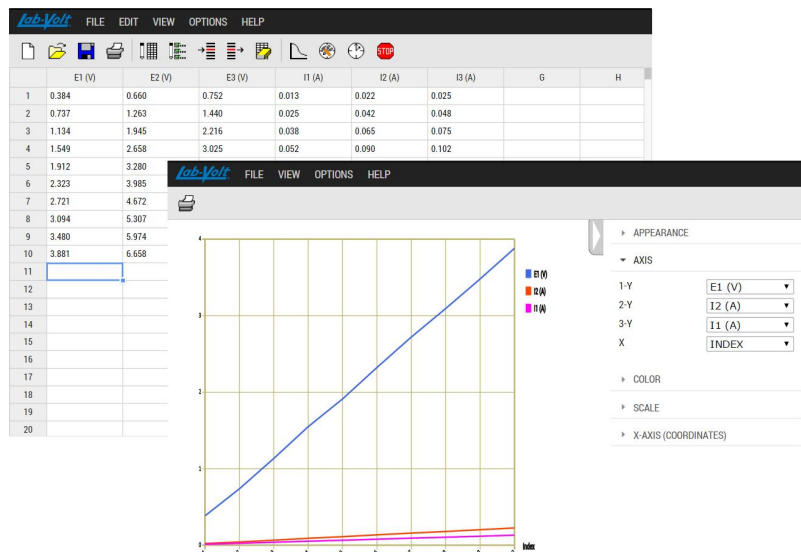 Lab-Volt FILE EDIT VIEW OPTIONS HELP
STOP
E1 (V) E2 (V) E3 (V) I1 (A) I2 (A) I3 (A) G H
1 0.384 0.660 0.752 0.013 0.022 0.025
2 0.737 1.263 1.440 0.025 0.042 0.048
3 1.134 1.945 2.216 0.038 0.065 0.075
4 1.549 2.658 3.025 0.052 0.090 0.102
5 1.912 3.280
6 2.323 3.985
7 2.721 4.672
8 3.094 5.307
9 3.480 5.974
10 3.881 6.658
11
12
13
14
15
16
17
18
19
20
Lab-Volt FILE VIEW OPTIONS HELP
4
3
2
1
0
Index
E1 (V)
I2 (A)
I1 (A)
APPEARANCE
AXIS
1-Y E1 (V)
2-Y I2 (A)
3-Y I1 (A)
X INDEX
COLOR
SCALE
X-AXIS (COORDINATES)